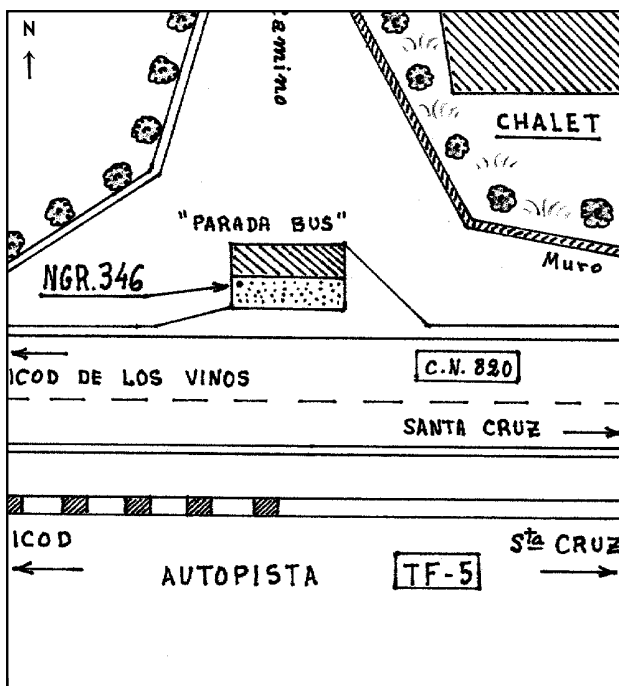 N
Camino
CHALET
"PARADA BUS"
Muro
NGR.346
ICOD DE LOS VINOS
C.N. 820
SANTA CRUZ
ICOD
Sta CRUZ
AUTOPISTA
TF-5